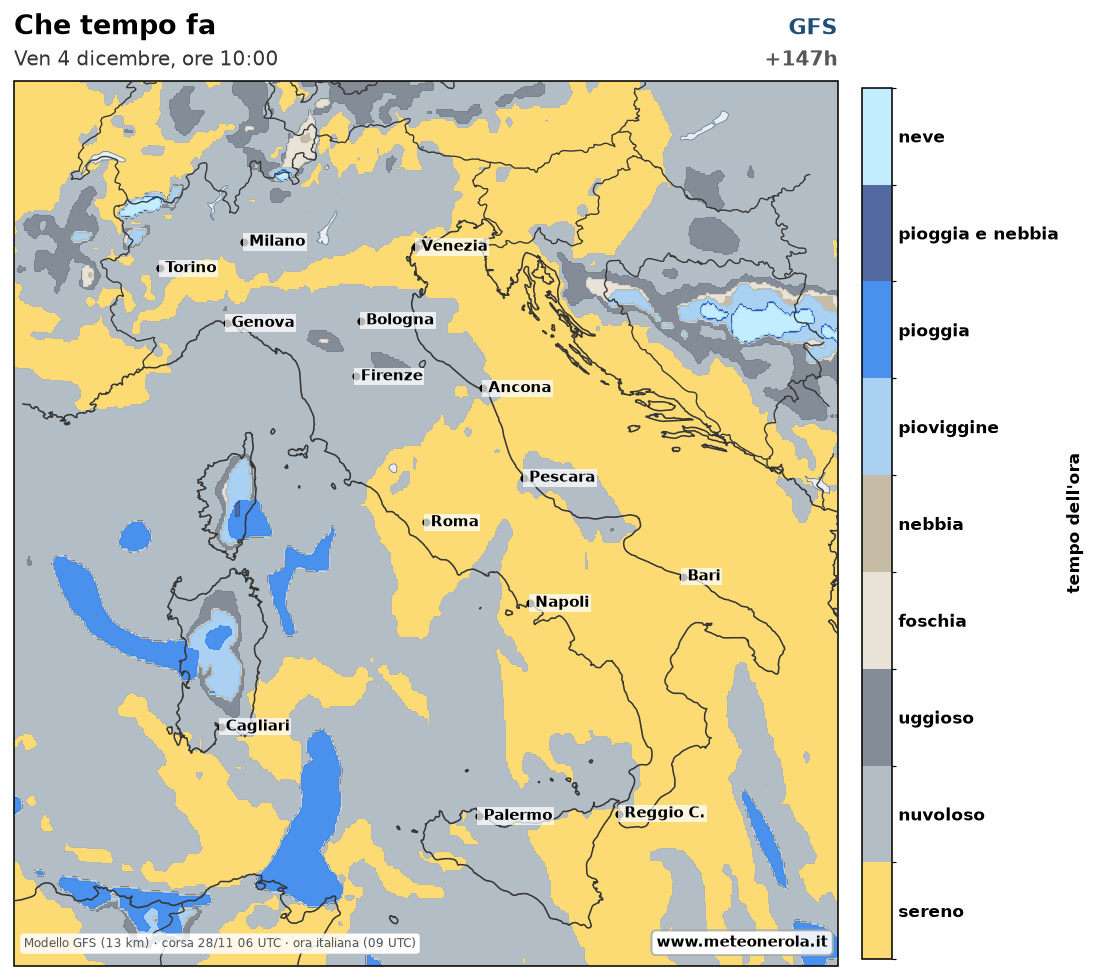 Che tempo fa
GFS
Ven 4 dicembre, ore 10:00
+147h
neve
pioggia e nebbia
pioggia
pioviggine
nebbia
foschia
uggioso
nuvoloso
sereno
tempo dell'ora
Milano
Venezia
Torino
Genova
Bologna
Firenze
Ancona
Pescara
Roma
Bari
Napoli
Cagliari
Palermo
Reggio C.
Modello GFS (13 km) · corsa 28/11 06 UTC · ora italiana (09 UTC)
www.meteonerola.it